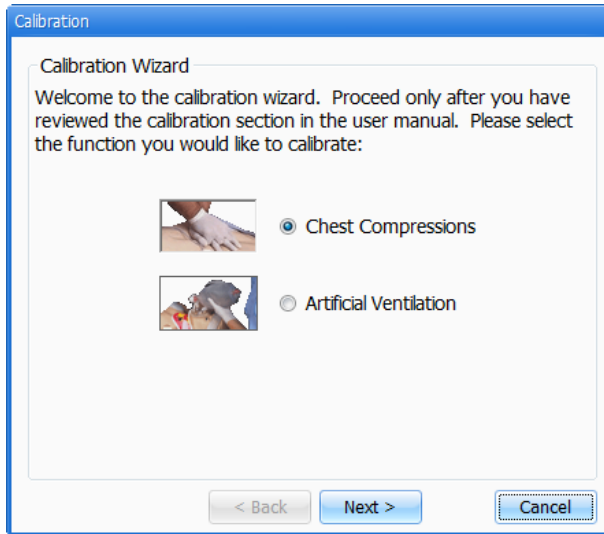 Calibration
Calibration Wizard
Welcome to the calibration wizard. Proceed only after you have
reviewed the calibration section in the user manual. Please select
the function you would like to calibrate:
Chest Compressions
Artificial Ventilation
< Back Next > Cancel